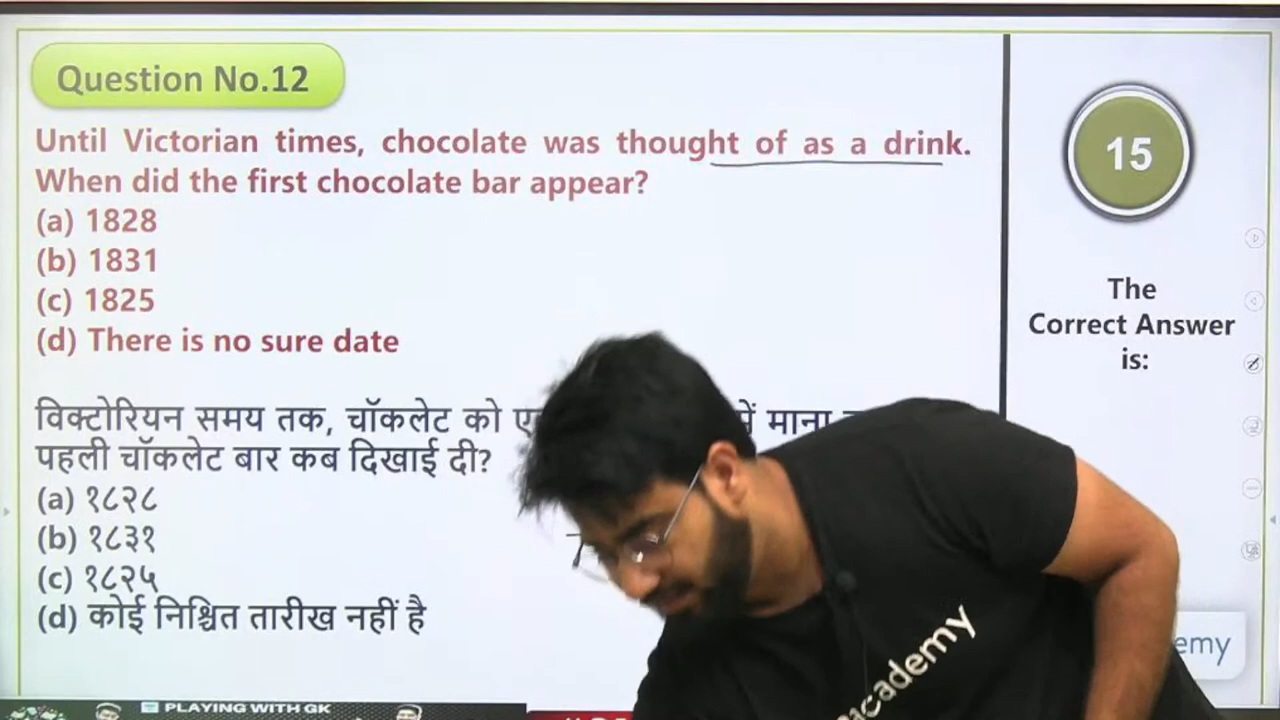 Question No.12
Until Victorian times, chocolate was thought of as a drink.
When did the first chocolate bar appear?
(a) 1828
(b) 1831
(c) 1825
(d) There is no sure date
15
The
Correct Answer
is:
विक्टोरियन समय तक, चॉकलेट को में माना
पहली चॉकलेट बार कब दिखाई दी?
(a) १८२८
(b) १८३१
(c) १८२५
(d) कोई निश्चित तारीख नहीं है
academy
emy
PLAYING WITH GK